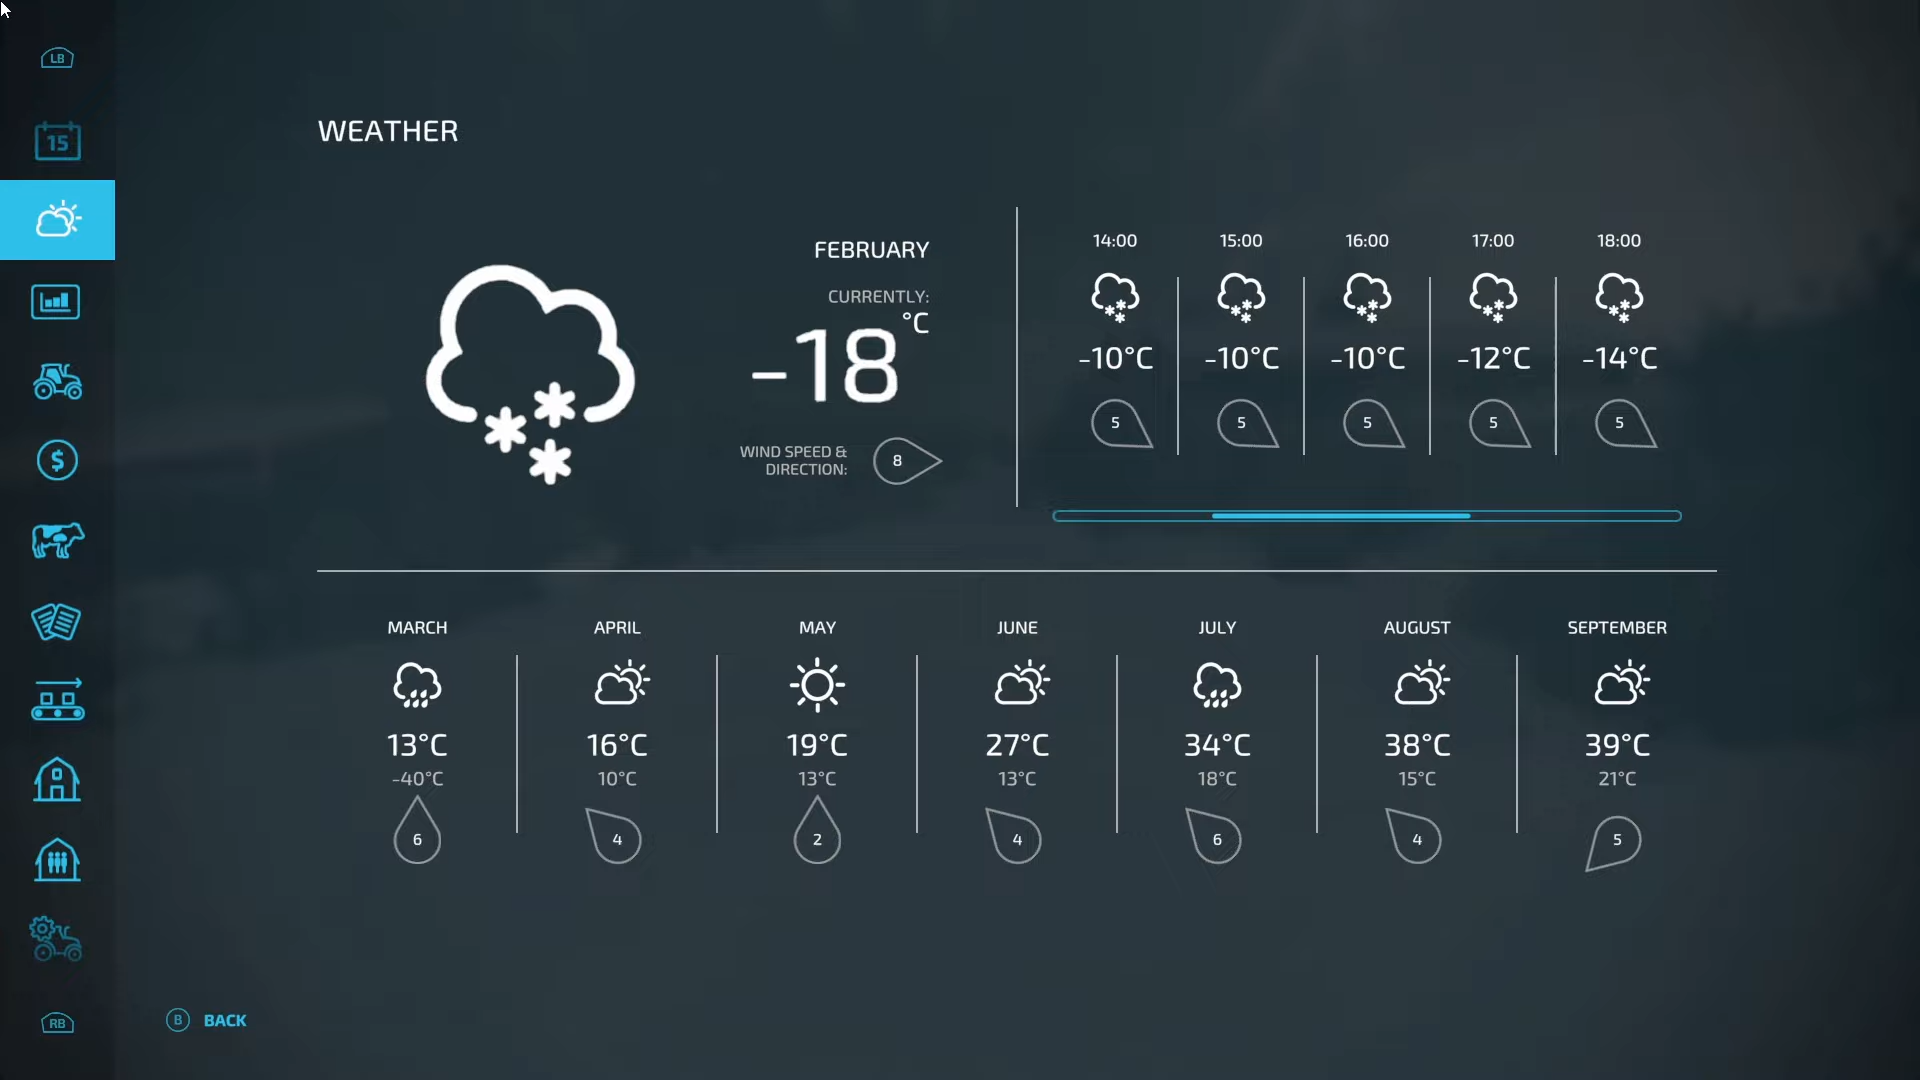 LB
15
WEATHER
FEBRUARY
CURRENTLY:
-18 °C
WIND SPEED &
DIRECTION:
8
14:00 15:00 16:00 17:00 18:00
-10°C -10°C -10°C -12°C -14°C
5 5 5 5 5
$
MARCH APRIL MAY JUNE JULY AUGUST SEPTEMBER
13°C 16°C 19°C 27°C 34°C 38°C 39°C
-40°C 10°C 13°C 13°C 18°C 15°C 21°C
6 4 2 4 6 4 5
RB
B BACK